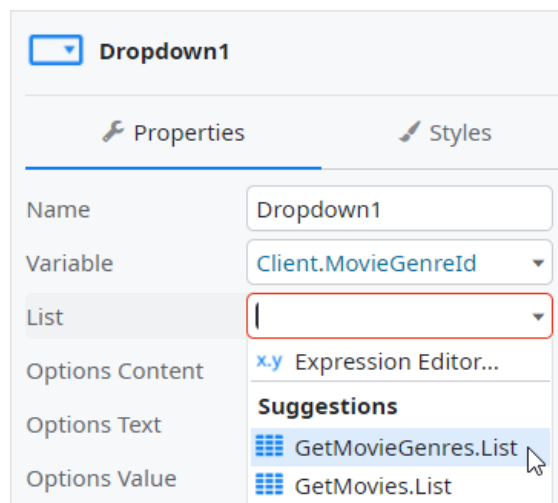 Dropdown1
Properties Styles
Name Dropdown1
Variable Client.MovieGenreId
List
x.y Expression Editor...
Options Content
Suggestions
Options Text
GetMovieGenres.List
Options Value
GetMovies.List